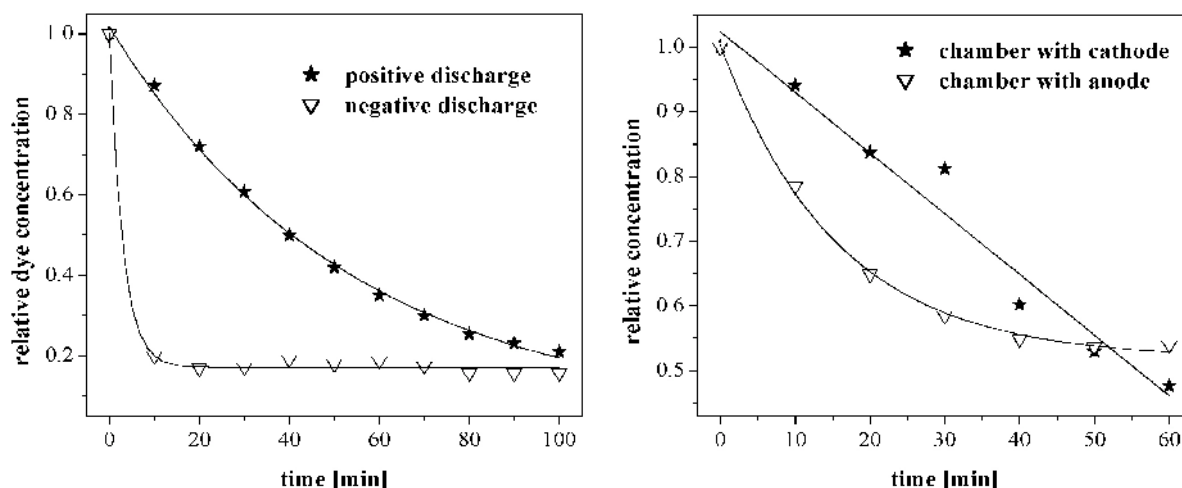 1.0
0.8
0.6
0.4
0.2
relative dye concentration
positive discharge
negative discharge
0 20 40 60 80 100
time [min]
1.0
0.9
0.8
0.7
0.6
0.5
relative concentration
chamber with cathode
chamber with anode
0 10 20 30 40 50 60
time [min]